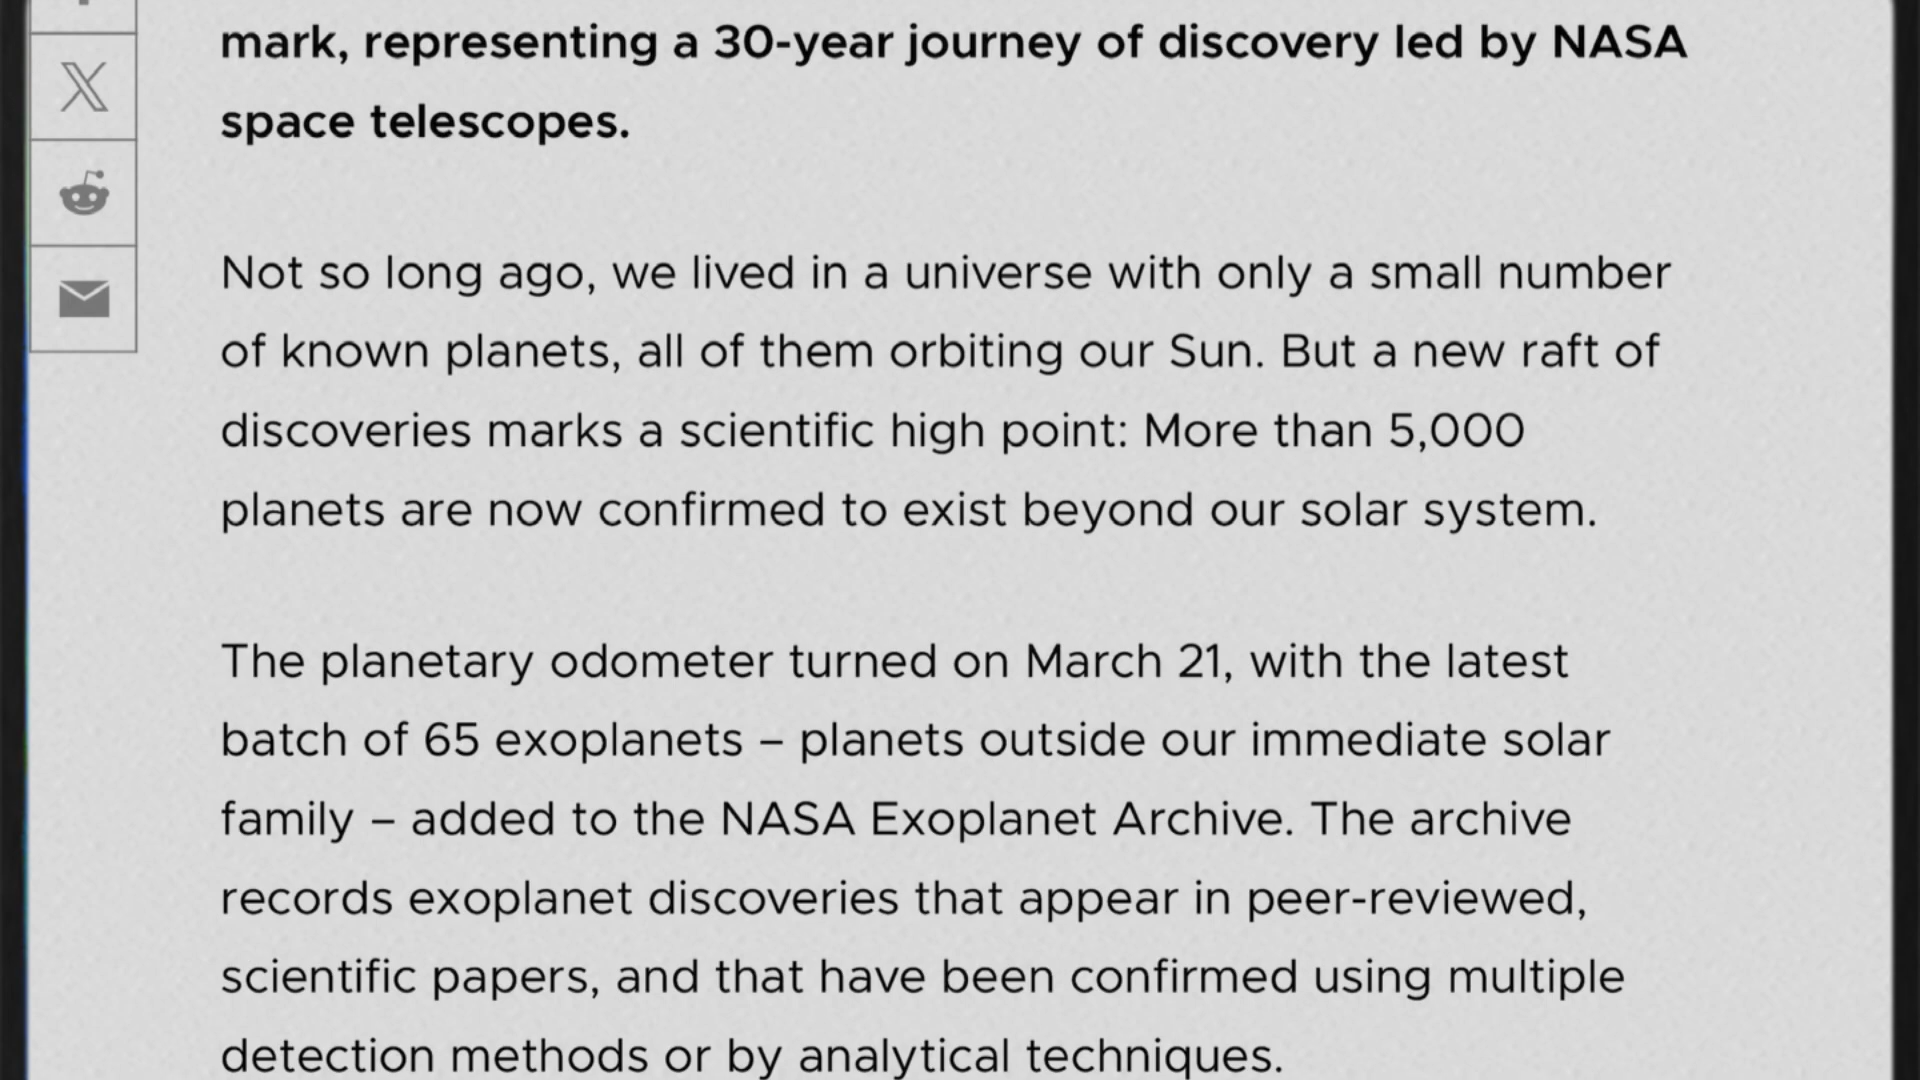 mark, representing a 30-year journey of discovery led by NASA
space telescopes.
Not so long ago, we lived in a universe with only a small number
of known planets, all of them orbiting our Sun. But a new raft of
discoveries marks a scientific high point: More than 5,000
planets are now confirmed to exist beyond our solar system.
The planetary odometer turned on March 21, with the latest
batch of 65 exoplanets – planets outside our immediate solar
family – added to the NASA Exoplanet Archive. The archive
records exoplanet discoveries that appear in peer-reviewed,
scientific papers, and that have been confirmed using multiple
detection methods or by analytical techniques.